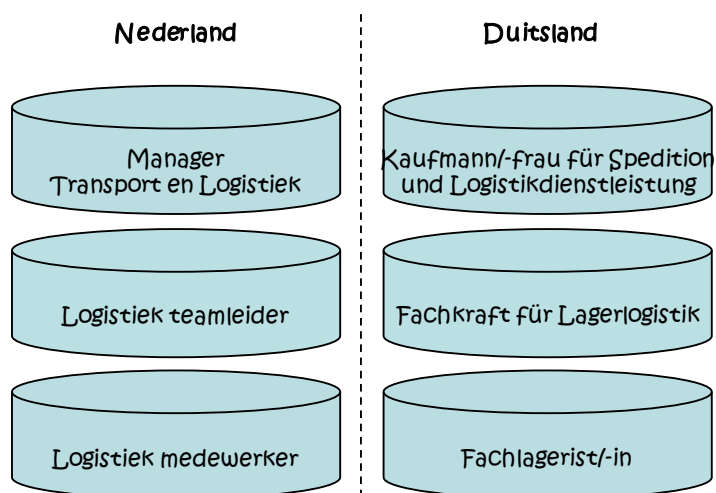 Nederland
Duitsland
Manager
Transport en Logistiek
Kaufmann/-frau für Spedition
und Logistikdienstleistung
Logistiek teamleider
Fachkraft für Lagerlogistik
Logistiek medewerker
Fachlagerist/-in